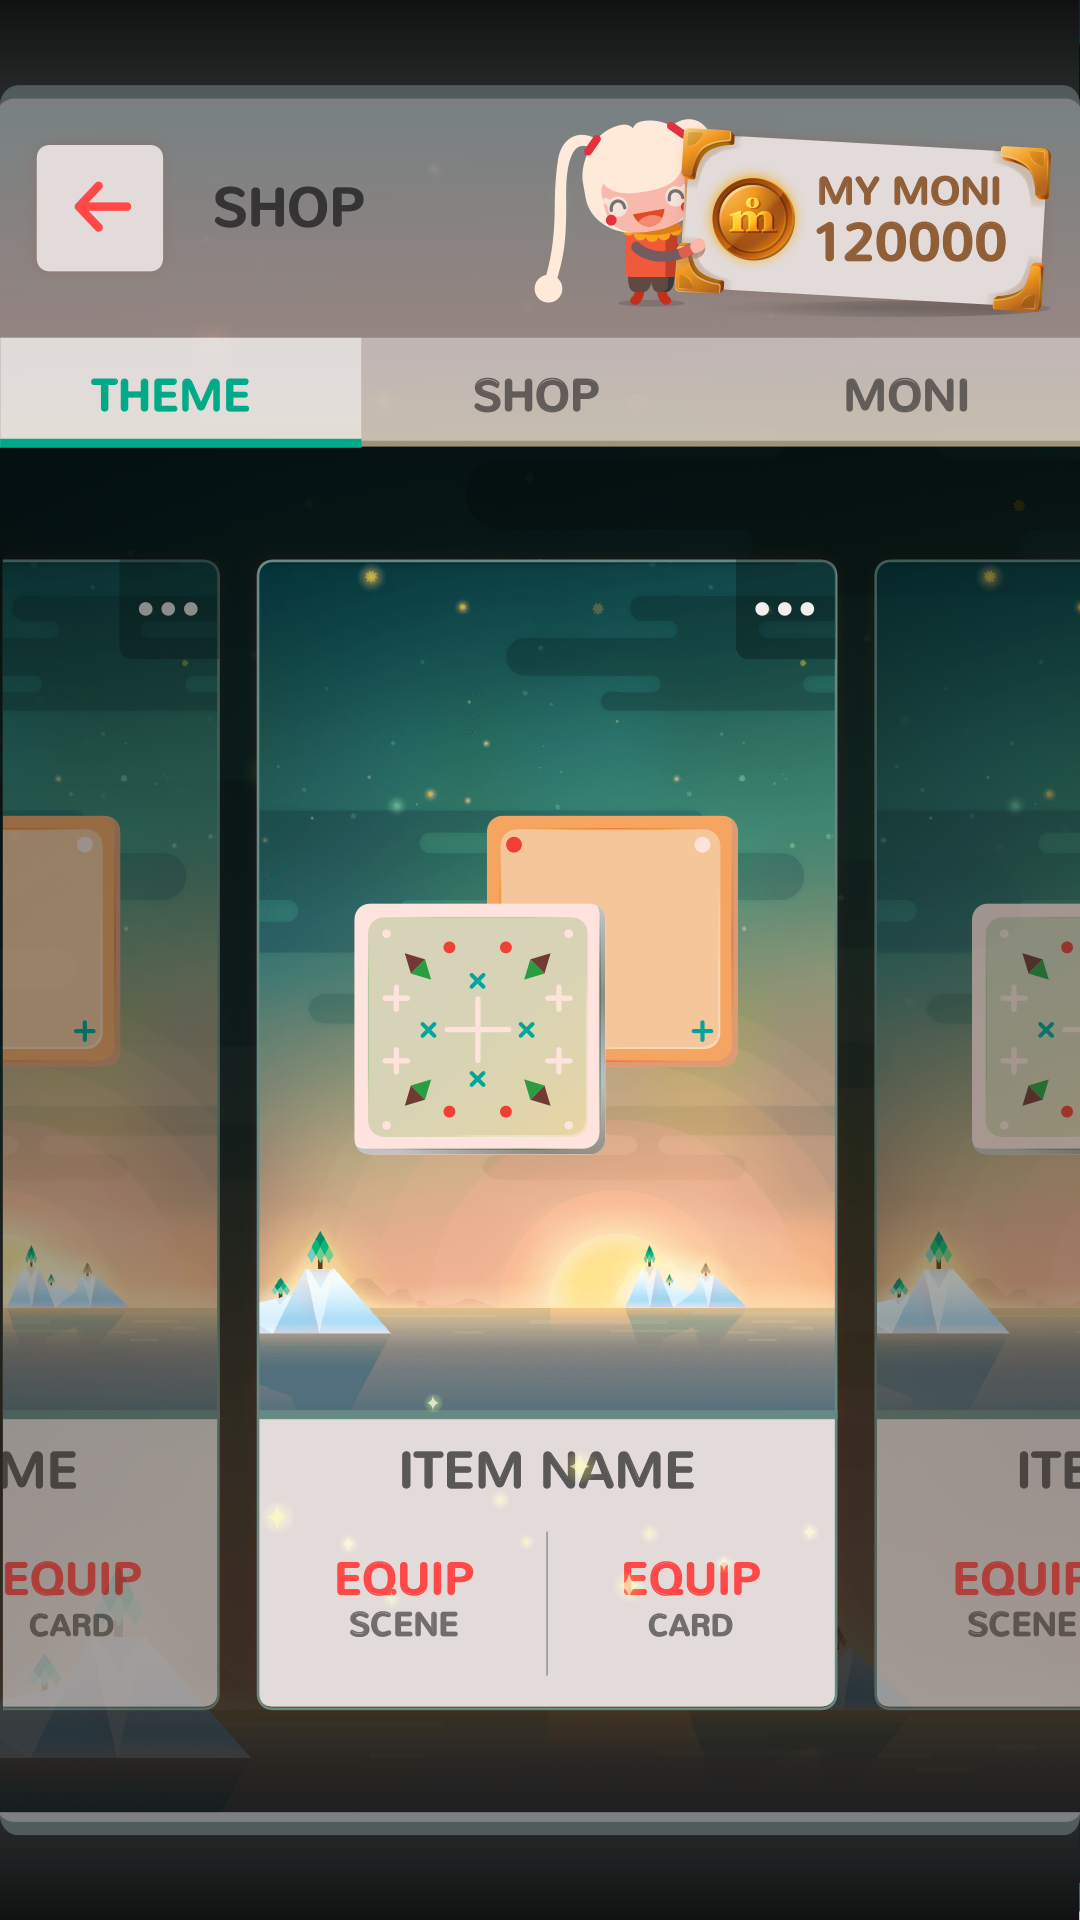 SHOP
MY MONI
120000
THEME
SHOP
MONI
ME
EQUIP
CARD
ITEM NAME
EQUIP
SCENE
EQUIP
CARD
ITE
EQUIP
SCENE